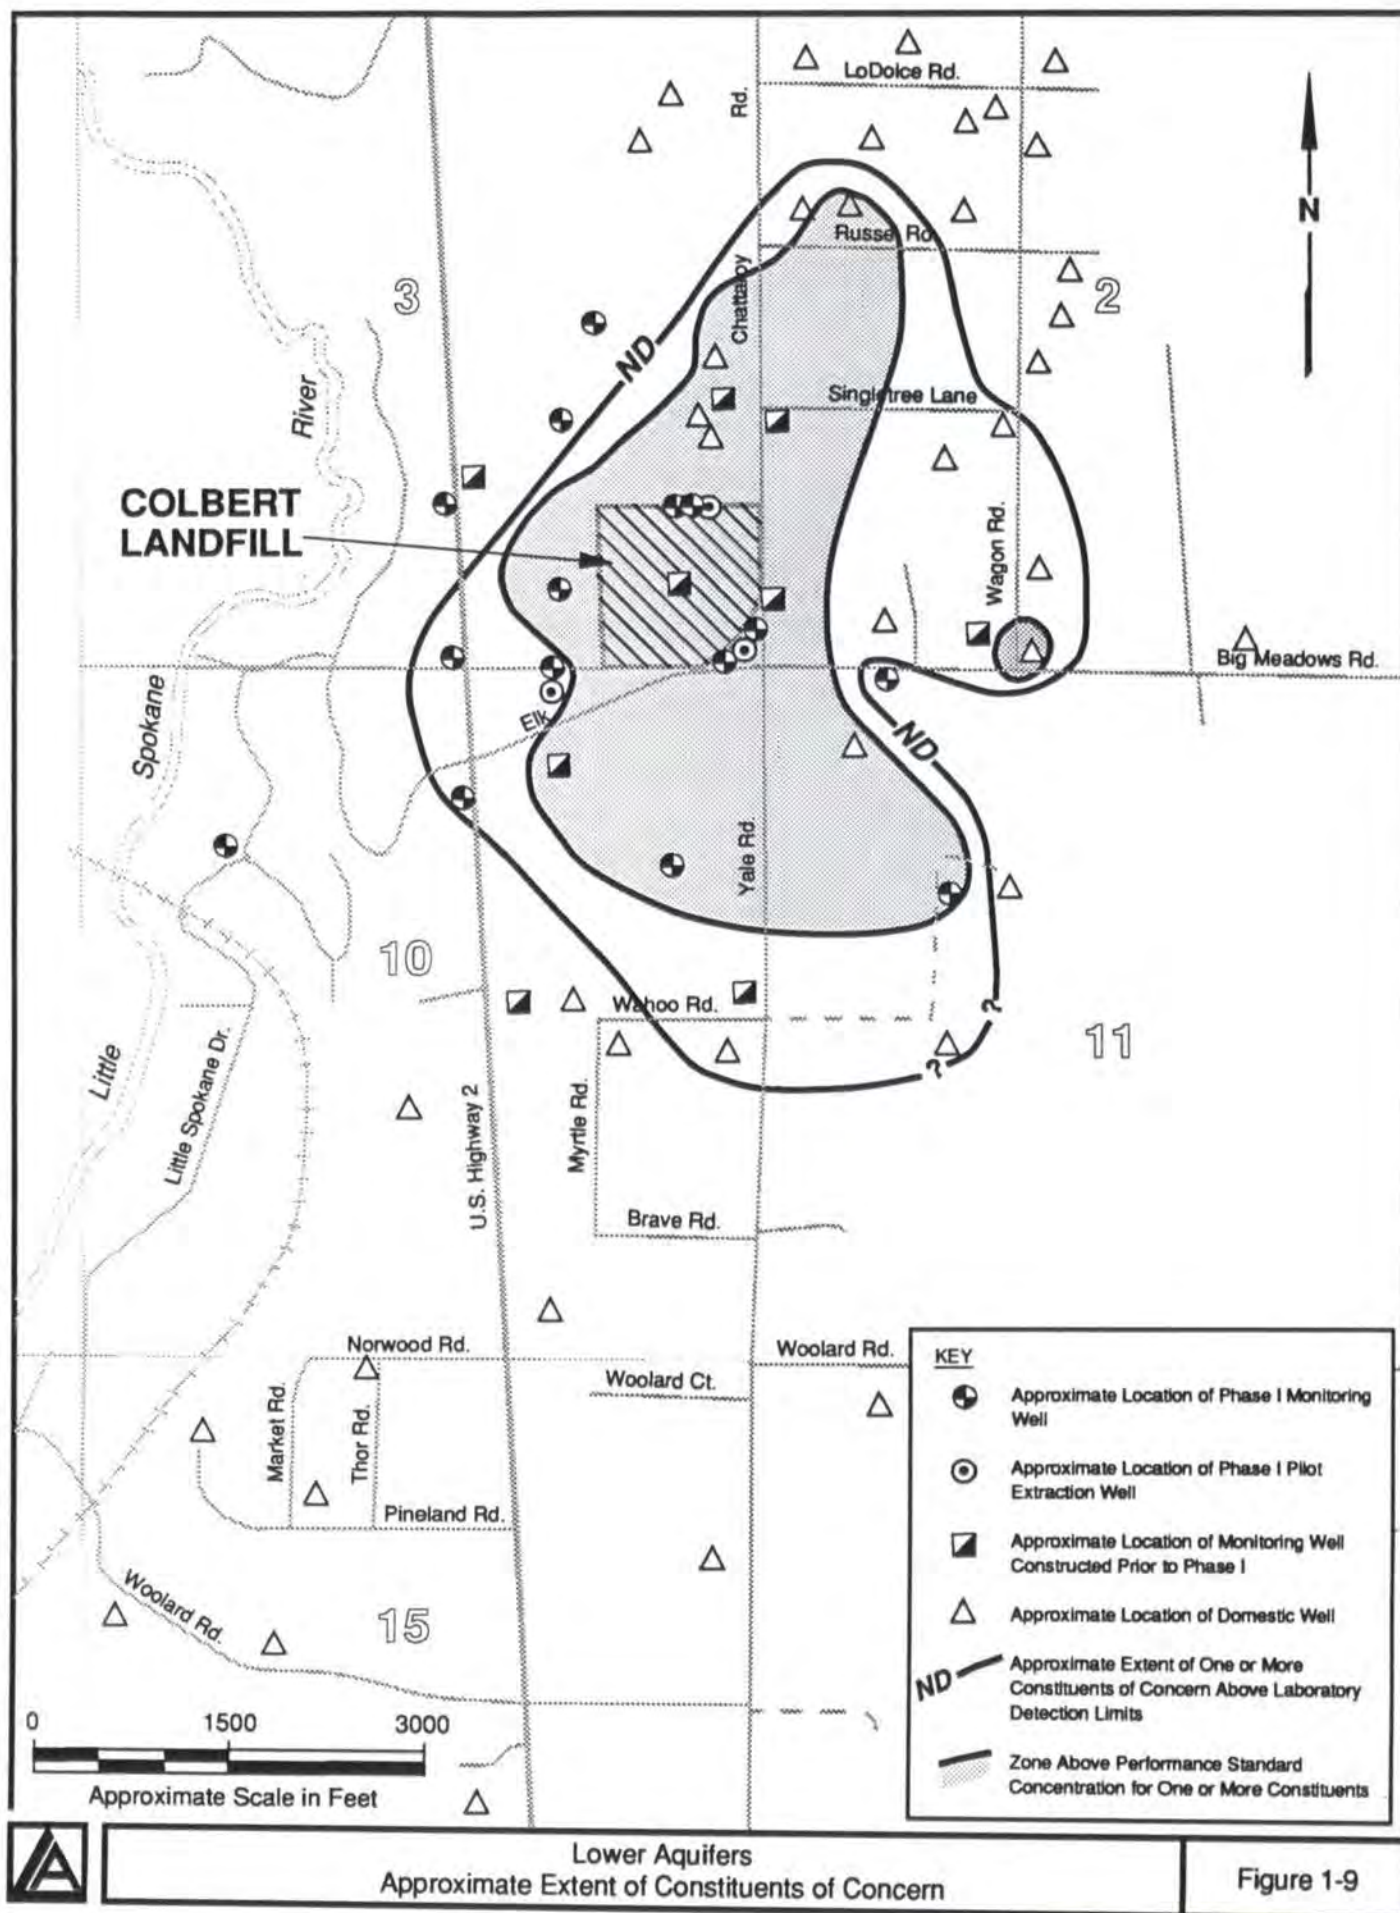 LoDolce Rd.
Rd.
N
Russel Rd
3
2
Chattaroy
ND
Singletree Lane
River
COLBERT
LANDFILL
Wagon Rd.
Big Meadows Rd.
Spokane
Elk
ND
Yale Rd.
10
Wahoo Rd.
?
11
?
Little
Little Spokane Dr.
U.S. Highway 2
Myrtle Rd.
Brave Rd.
Norwood Rd.
Woolard Rd.
Woolard Ct.
Market Rd.
Thor Rd.
Pineland Rd.
Woolard Rd.
15
0 1500 3000
Approximate Scale in Feet
KEY
Approximate Location of Phase I Monitoring
Well
Approximate Location of Phase I Pilot
Extraction Well
Approximate Location of Monitoring Well
Constructed Prior to Phase I
Approximate Location of Domestic Well
ND
Approximate Extent of One or More
Constituents of Concern Above Laboratory
Detection Limits
Zone Above Performance Standard
Concentration for One or More Constituents
Lower Aquifers
Approximate Extent of Constituents of Concern
Figure 1-9